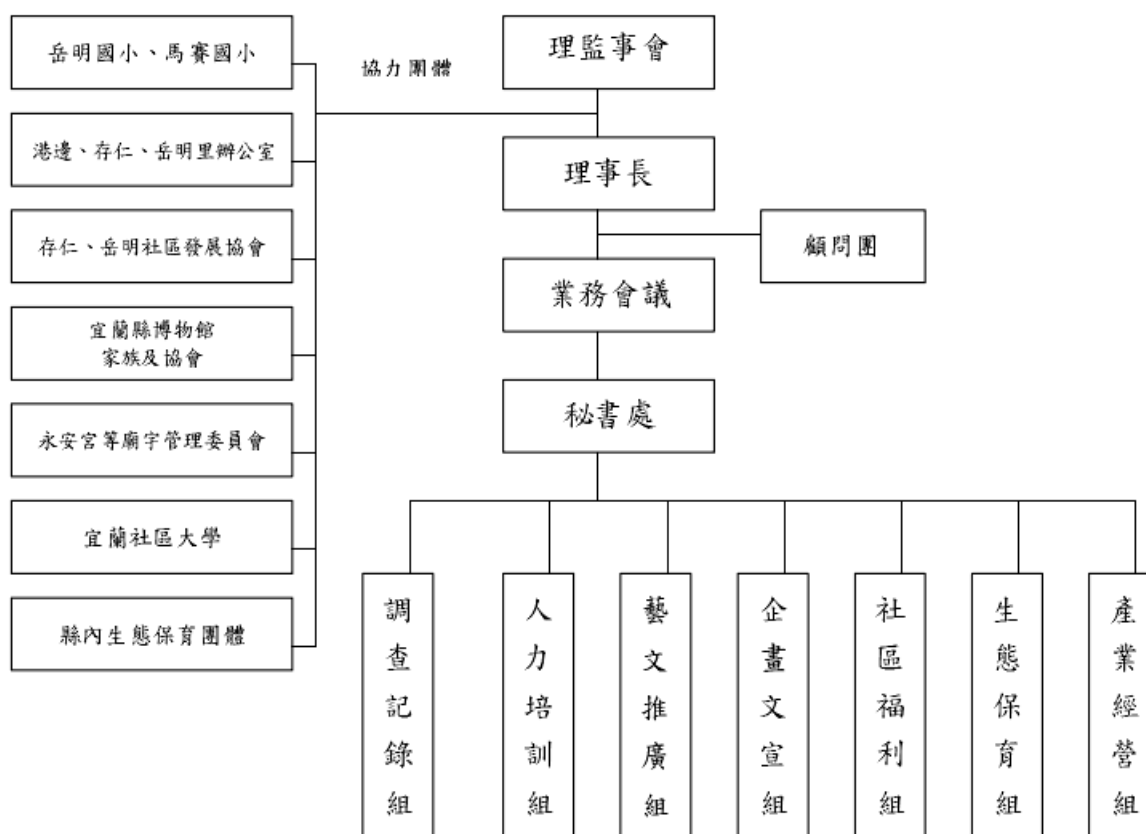 岳明國小、馬賽國小
協力團體
理監事會
港邊、存仁、岳明里辦公室
理事長
存仁、岳明社區發展協會
顧問團
業務會議
宜蘭縣博物館
家族及協會
秘書處
永安宮等廟宇管理委員會
宜蘭社區大學
縣內生態保育團體
調查記錄組
人力培訓組
藝文推廣組
企畫文宣組
社區福利組
生態保育組
產業經營組